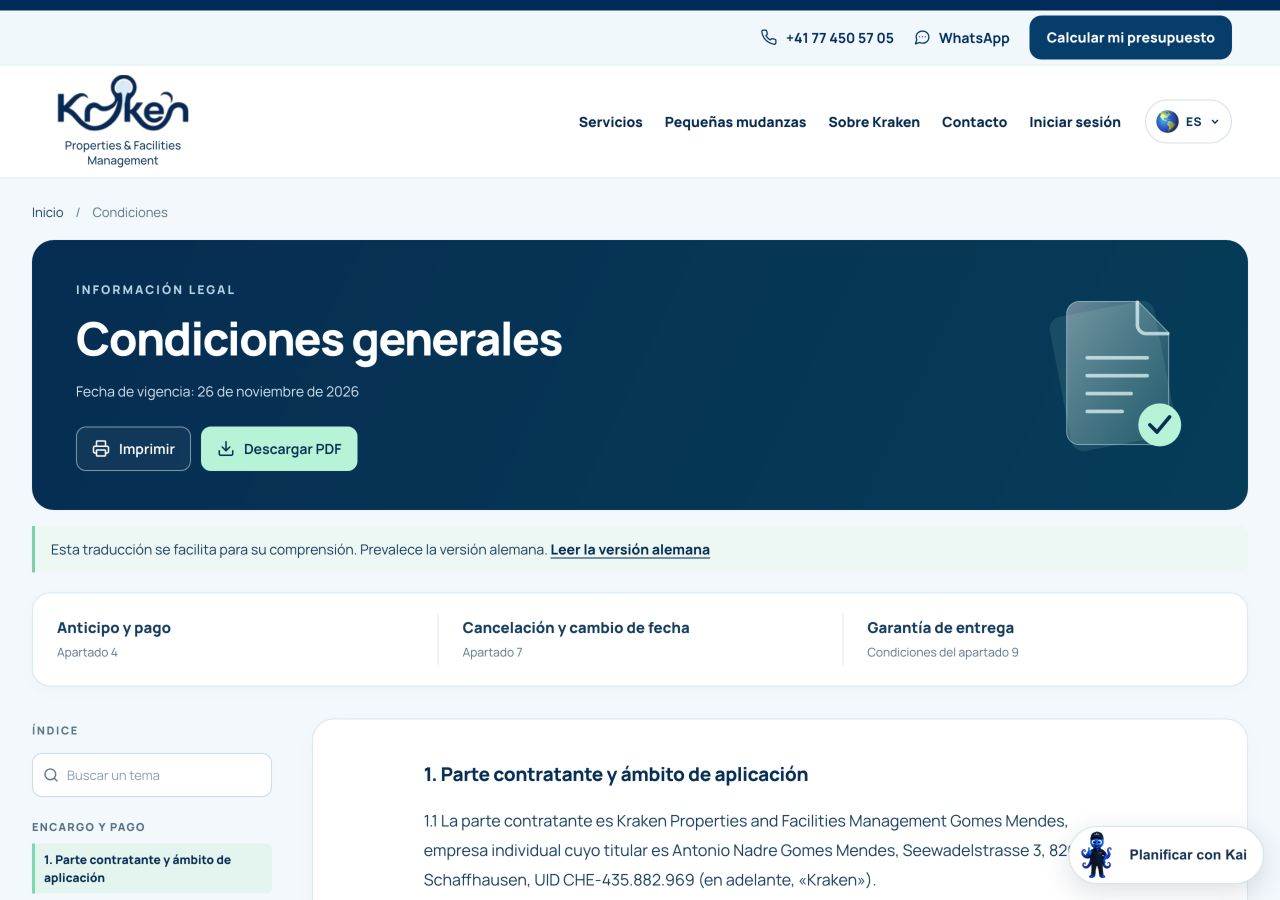 +41 77 450 57 05
WhatsApp
Calcular mi presupuesto
Kraken
Properties & Facilities
Management
Servicios
Pequeñas mudanzas
Sobre Kraken
Contacto
Iniciar sesión
ES
Inicio / Condiciones
INFORMACIÓN LEGAL
Condiciones generales
Fecha de vigencia: 26 de noviembre de 2026
Imprimir
Descargar PDF
Esta traducción se facilita para su comprensión. Prevalece la versión alemana. Leer la versión alemana
Anticipo y pago
Apartado 4
Cancelación y cambio de fecha
Apartado 7
Garantía de entrega
Condiciones del apartado 9
ÍNDICE
Buscar un tema
ENCARGO Y PAGO
1. Parte contratante y ámbito de
aplicación
1. Parte contratante y ámbito de aplicación
1.1 La parte contratante es Kraken Properties and Facilities Management Gomes Mendes,
empresa individual cuyo titular es Antonio Nadre Gomes Mendes, Seewadelstrasse 3,
Schaffhausen, UID CHE-435.882.969 (en adelante, «Kraken»).
Planificar con Kai